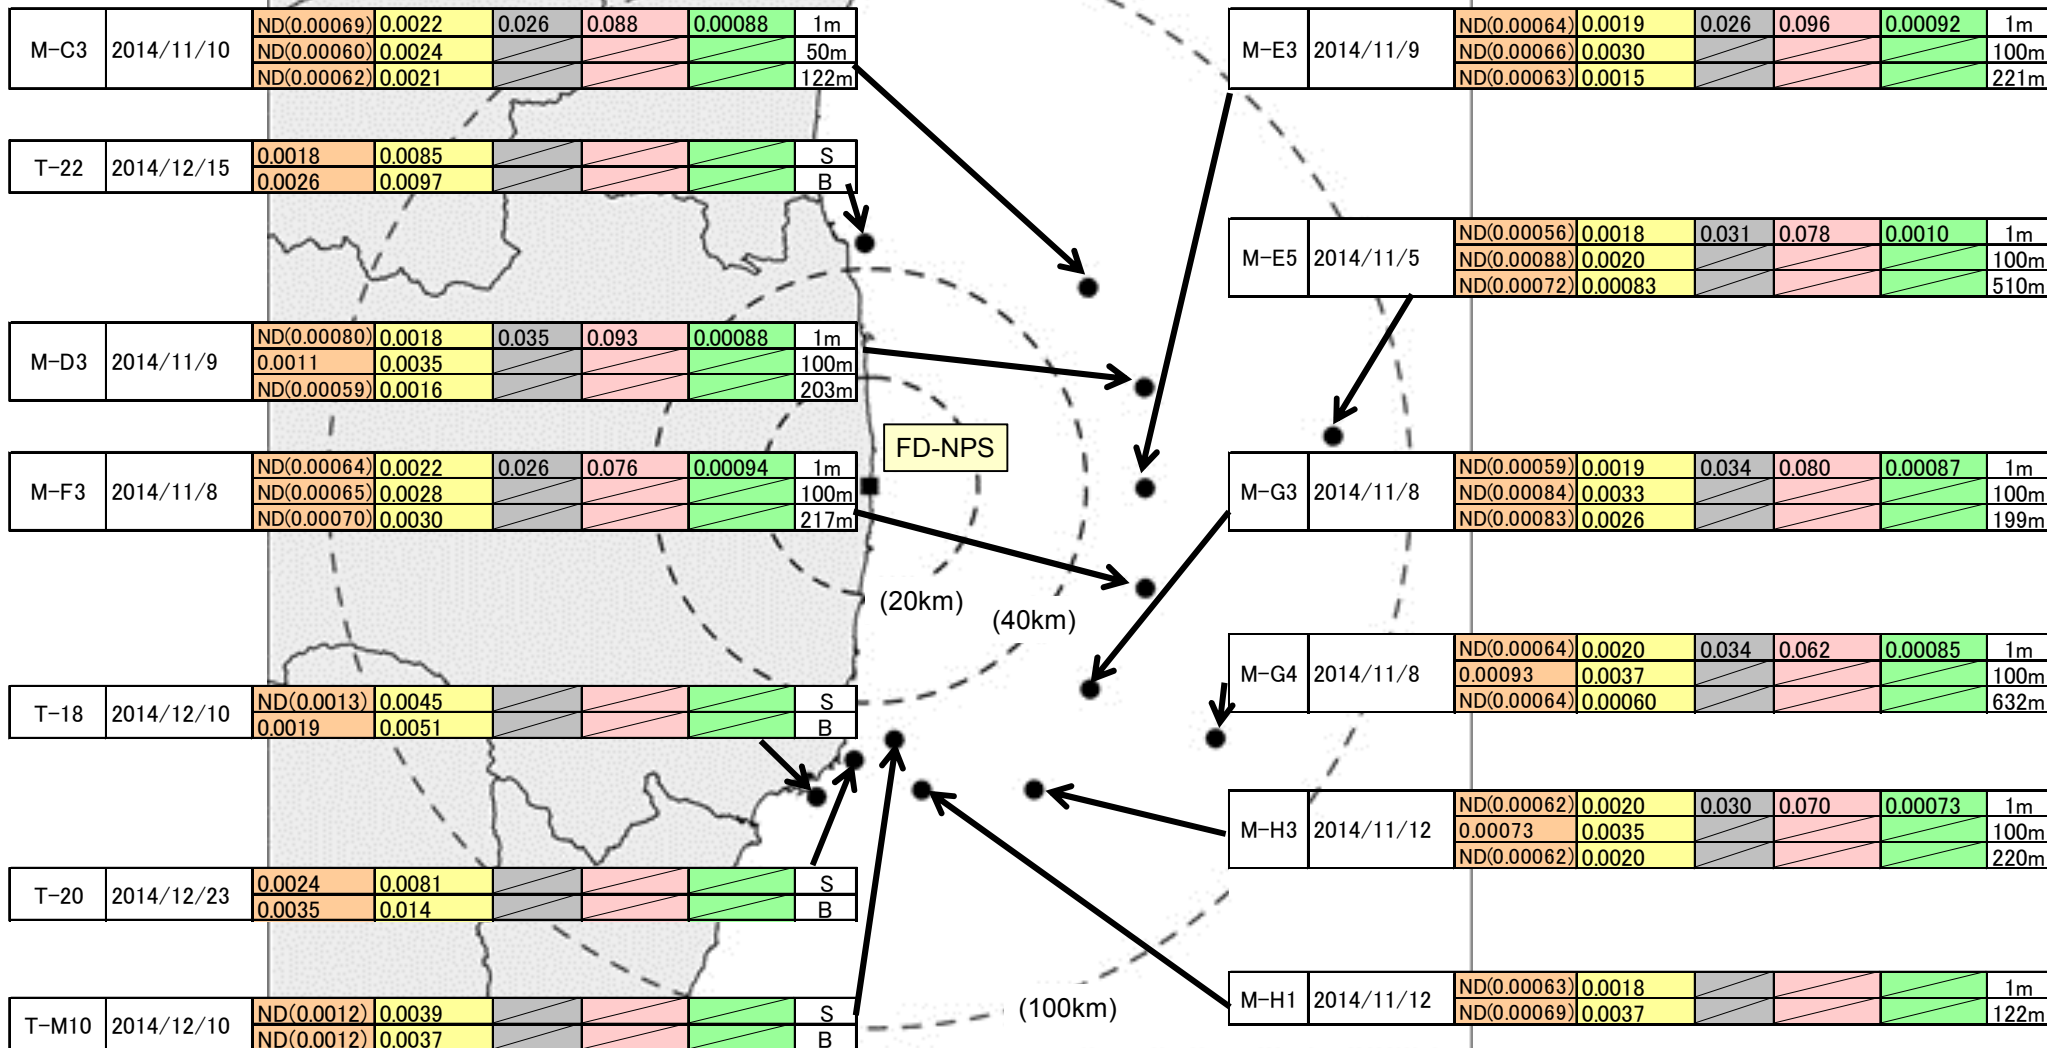 M-C3 2014/11/10 ND(0.00069) 0.0022 0.026 0.088 0.00088 1m
ND(0.00060) 0.0024 50m
ND(0.00062) 0.0021 122m
T-22 2014/12/15 0.0018 0.0085 S
0.0026 0.0097 B
M-D3 2014/11/9 ND(0.00080) 0.0018 0.035 0.093 0.00088 1m
0.0011 0.0035 100m
ND(0.00059) 0.0016 203m
M-F3 2014/11/8 ND(0.00064) 0.0022 0.026 0.076 0.00094 1m
ND(0.00065) 0.0028 100m
ND(0.00070) 0.0030 217m
T-18 2014/12/10 ND(0.0013) 0.0045 S
0.0019 0.0051 B
T-20 2014/12/23 0.0024 0.0081 S
0.0035 0.014 B
T-M10 2014/12/10 ND(0.0012) 0.0039 S
ND(0.0012) 0.0037 B
FD-NPS
(20km)
(40km)
(100km)
M-E3 2014/11/9 ND(0.00064) 0.0019 0.026 0.096 0.00092 1m
ND(0.00066) 0.0030 100m
ND(0.00063) 0.0015 221m
M-E5 2014/11/5 ND(0.00056) 0.0018 0.031 0.078 0.0010 1m
ND(0.00088) 0.0020 100m
ND(0.00072) 0.00083 510m
M-G3 2014/11/8 ND(0.00059) 0.0019 0.034 0.080 0.00087 1m
ND(0.00084) 0.0033 100m
ND(0.00083) 0.0026 199m
M-G4 2014/11/8 ND(0.00064) 0.0020 0.034 0.062 0.00085 1m
0.00093 0.0037 100m
ND(0.00064) 0.00060 632m
M-H3 2014/11/12 ND(0.00062) 0.0020 0.030 0.070 0.00073 1m
0.00073 0.0035 100m
ND(0.00062) 0.0020 220m
M-H1 2014/11/12 ND(0.00063) 0.0018 1m
ND(0.00069) 0.0037 122m